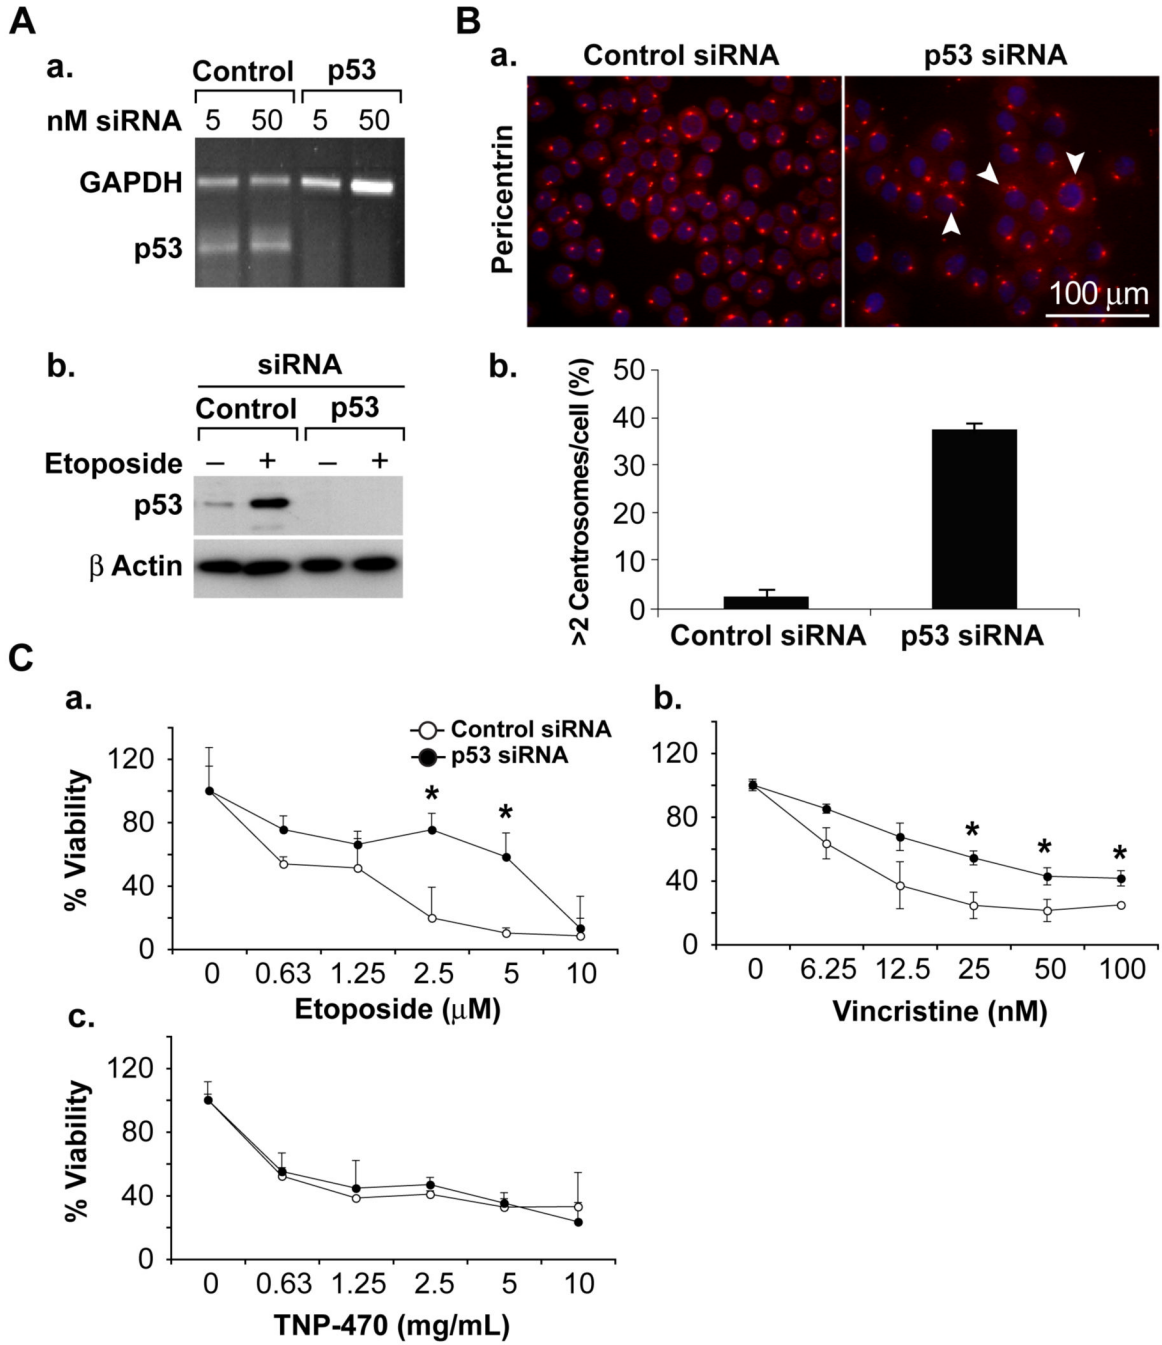 A
a.
Control p53
nM siRNA 5 50 5 50
GAPDH
p53
b.
siRNA
Control p53
Etoposide – + – +
p53
β Actin
B
a.
Control siRNA p53 siRNA
Pericentrin
100 μm
b.
>2 Centrosomes/cell (%)
50
40
30
20
10
0
Control siRNA p53 siRNA
C
a.
Control siRNA
p53 siRNA
% Viability
120
80
40
0
* *
0 0.63 1.25 2.5 5 10
Etoposide (μM)
b.
120
80
40
0
* * *
0 6.25 12.5 25 50 100
Vincristine (nM)
c.
% Viability
120
80
40
0
0 0.63 1.25 2.5 5 10
TNP-470 (mg/mL)